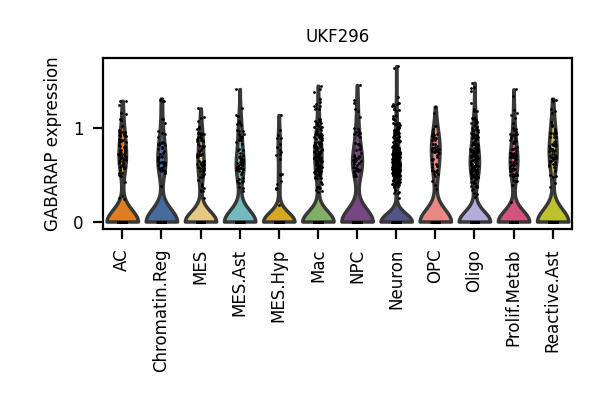 UKF296
GABARAP expression
1
0
AC
Chromatin.Reg
MES
MES.Ast
MES.Hyp
Mac
NPC
Neuron
OPC
Oligo
Prolif.Metab
Reactive.Ast